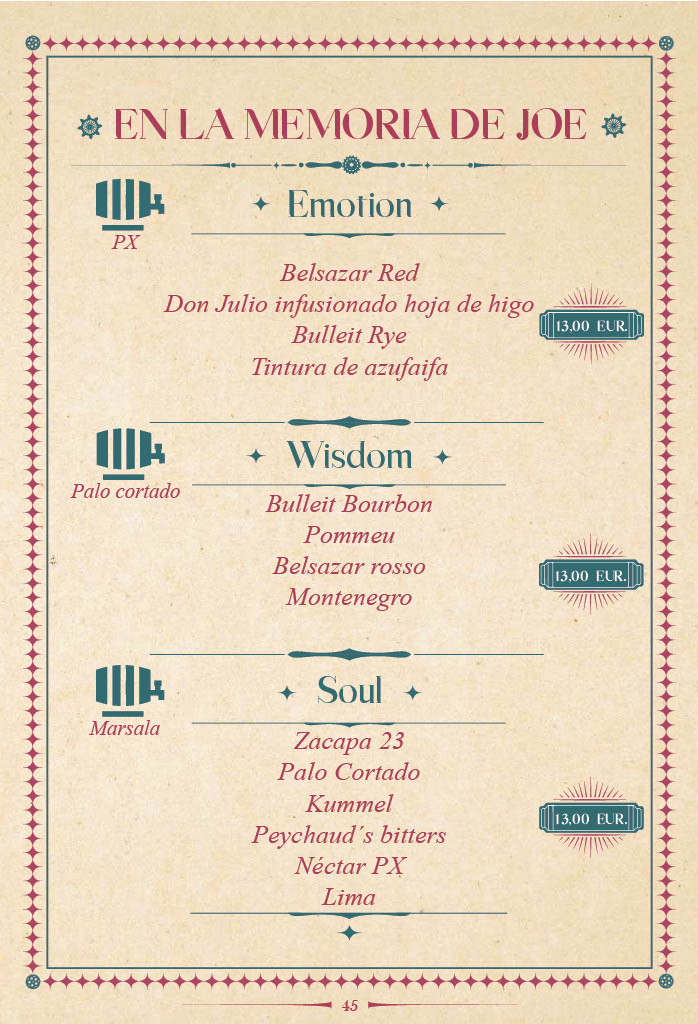 EN LA MEMORIA DE JOE
Emotion
PX
Belsazar Red
Don Julio infusionado hoja de higo
Bulleit Rye
Tintura de azufaifa
13,00 EUR.
Wisdom
Palo cortado
Bulleit Bourbon
Pommeu
Belsazar rosso
Montenegro
13,00 EUR.
Soul
Marsala
Zacapa 23
Palo Cortado
Kummel
Peychaud´s bitters
Néctar PX
Lima
13,00 EUR.
45